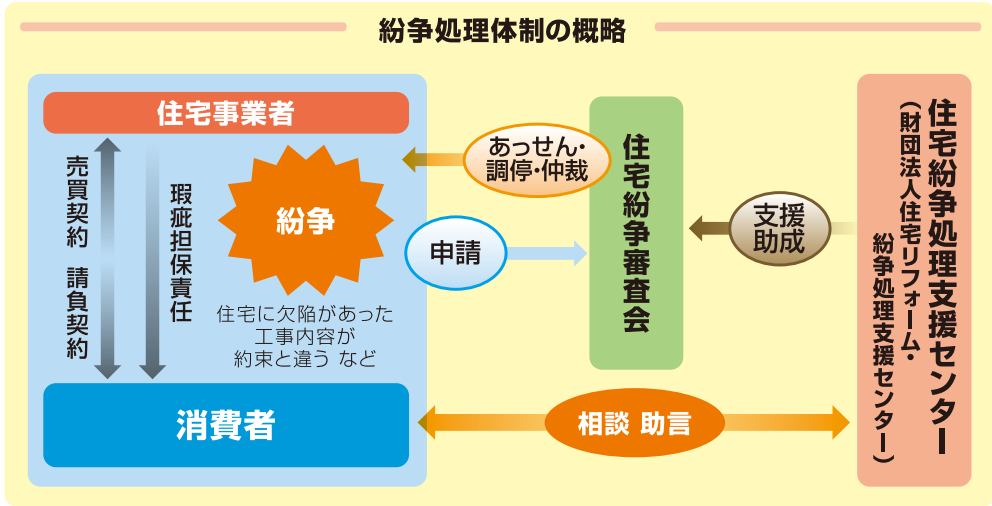 紛争処理体制の概略
住宅事業者
売買契約 請負契約
瑕疵担保責任
紛争
住宅に欠陥があった
工事内容が
約束と違う など
消費者
あっせん・
調停・仲裁
申請
住宅紛争審査会
支援
助成
相談 助言
住宅紛争処理支援センター
(財団法人住宅リフォーム・
紛争処理支援センター)